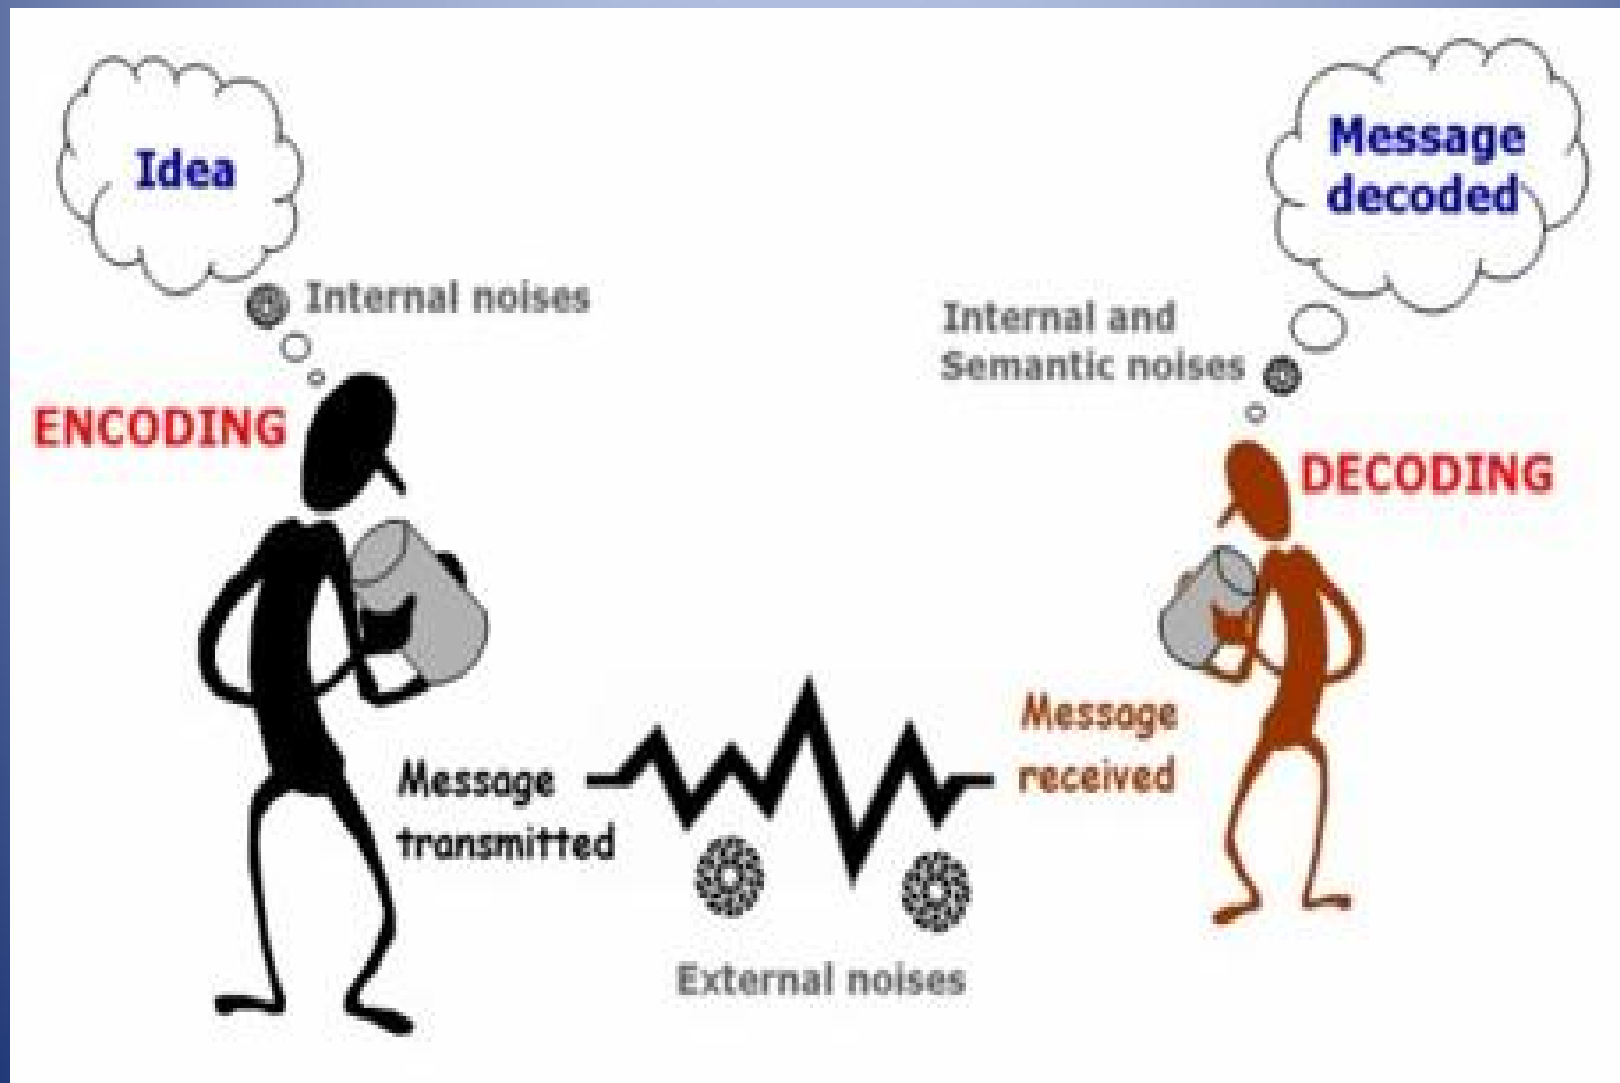 Idea
Internal noises
ENCODING
Message
transmitted
External noises
Message
received
Internal and
Semantic noises
DECODING
Message
decoded